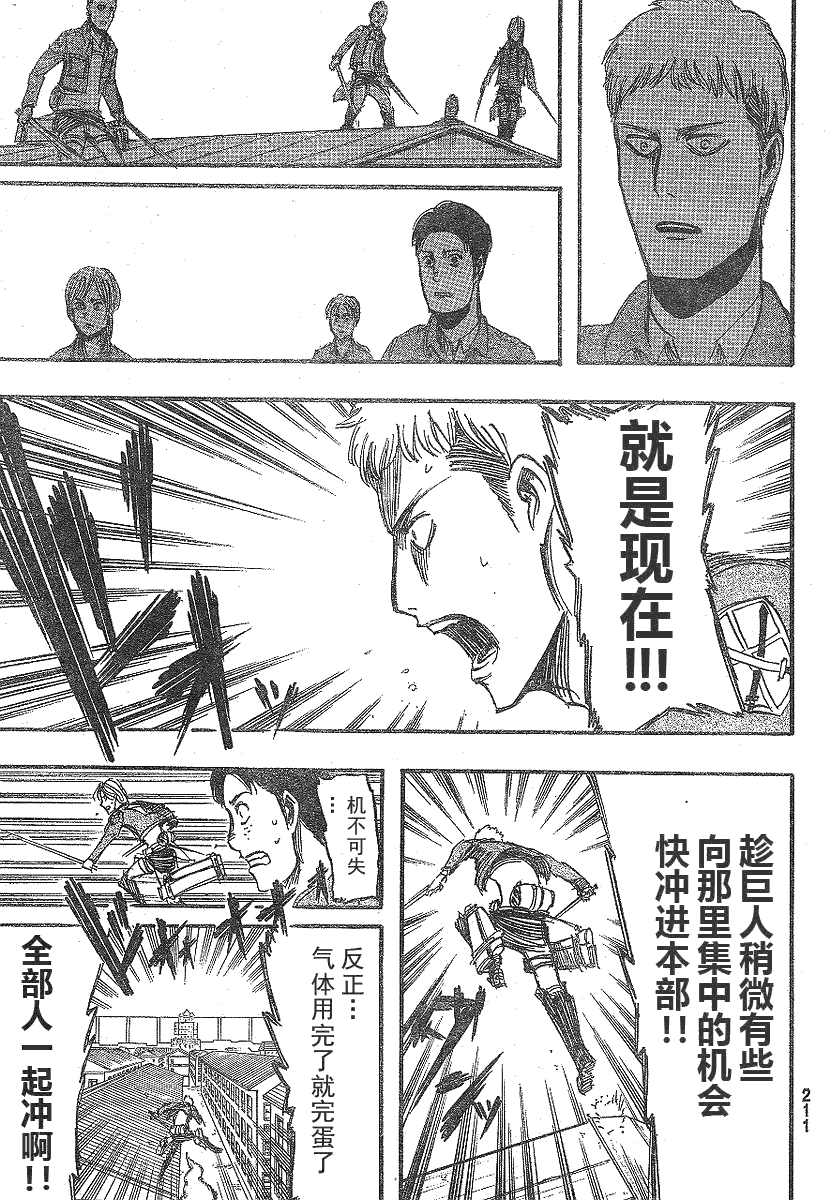 就是现在!!!
趁巨人稍微有些
向那里集中的机会
快冲进本部!!
机不可失
…
反正…
气体用完了就完蛋了
全部人一起冲啊!!
211